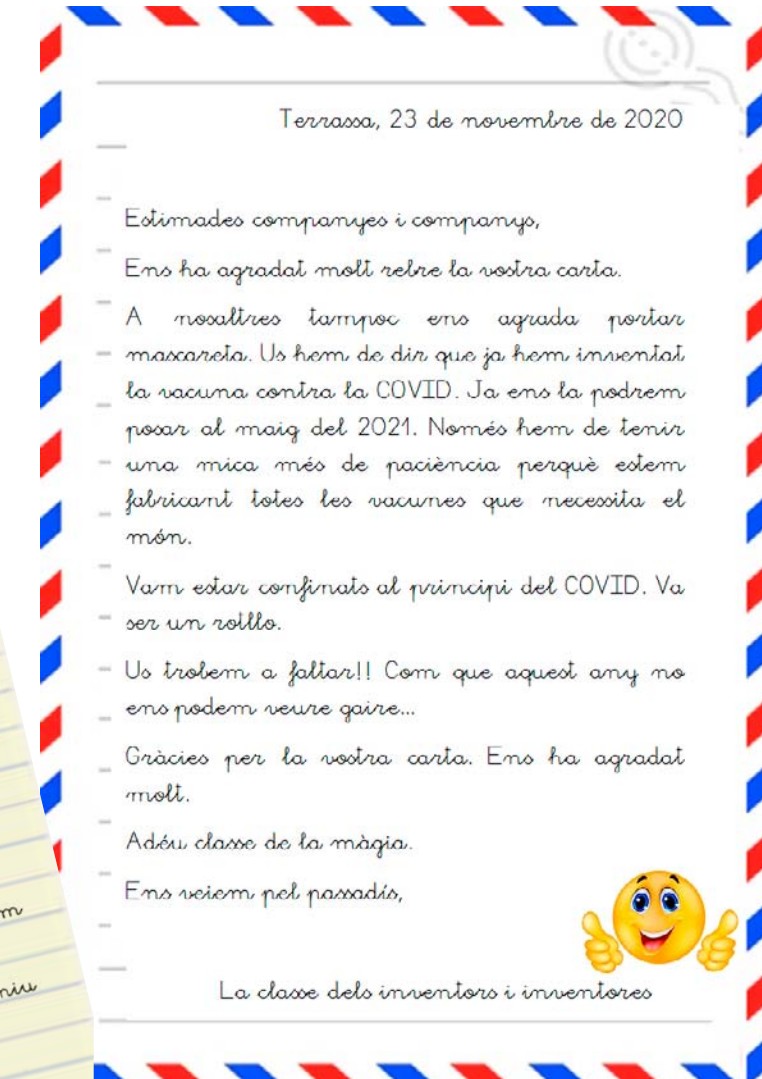 Terrassa, 23 de novembre de 2020
Estimades companyes i companys,
Ens ha agradat molt rebre la vostra carta.
A nosaltres tampoc ens agrada portar
mascareta. Us hem de dir que ja hem inventat
la vacuna contra la COVID. Ja ens la podrem
posar al maig del 2021. Només hem de tenir
una mica més de paciència perquè estem
fabricant totes les vacunes que necessita el
món.
Vam estar confinats al principi del COVID. Va
ser un rotllo.
Us trobem a faltar!! Com que aquest any no
ens podem veure gaire...
Gràcies per la vostra carta. Ens ha agradat
molt.
Adéu classe de la màgia.
Ens veiem pel passadís,
La classe dels inventors i inventores